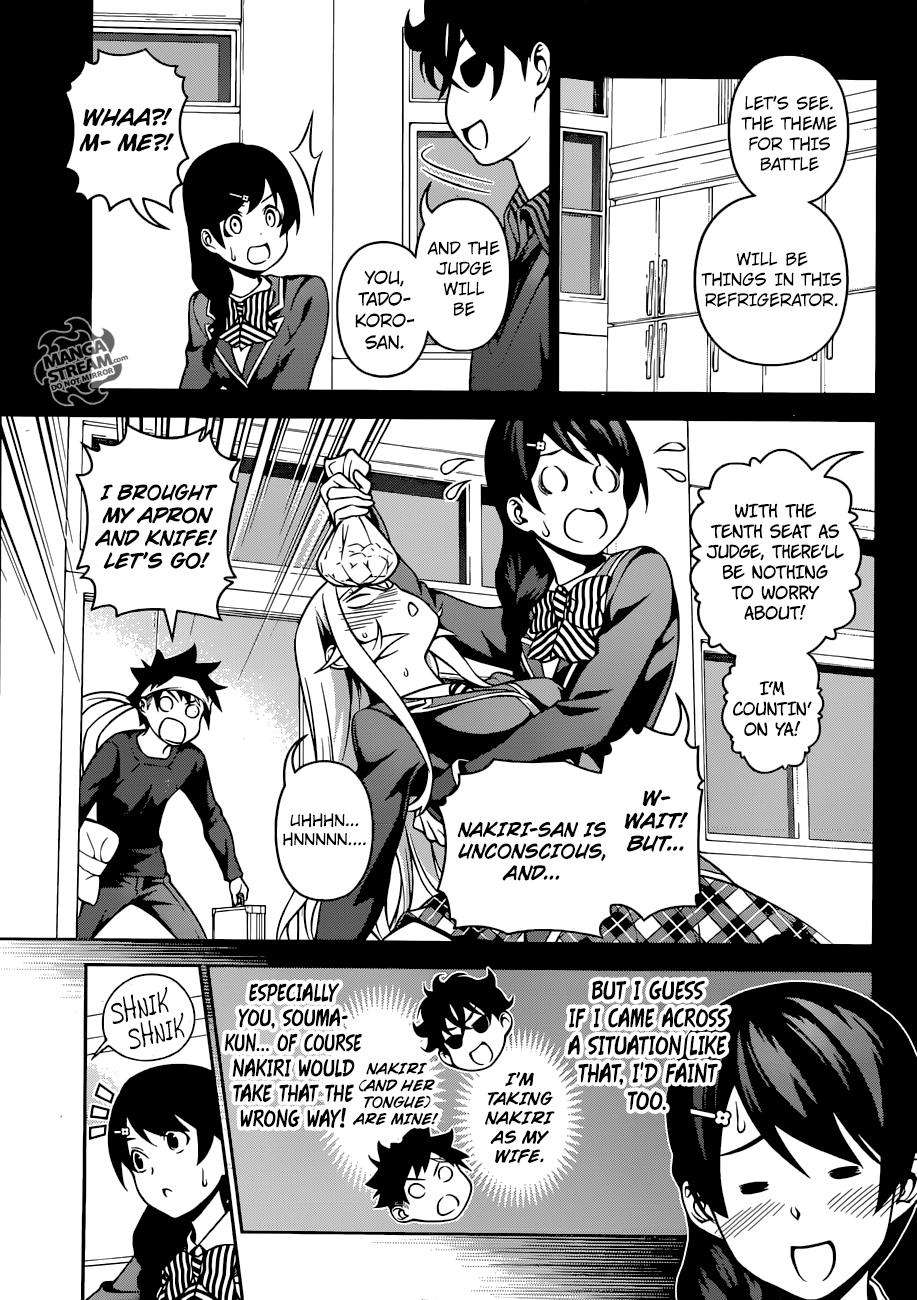 LET'S SEE.
THE THEME
FOR THIS
BATTLE
WILL BE
THINGS IN THIS
REFRIGERATOR.
AND THE
JUDGE
WILL
BE
YOU,
TADO-
KORO-
SAN.
WHAA?!
M- ME?!
MANGA
STREAM.com
DO NOT MIRROR
WITH THE
TENTH SEAT AS
JUDGE, THERE'LL
BE NOTHING
TO WORRY
ABOUT!
I'M
COUNTIN'
ON YA!
I BROUGHT
MY APRON
AND KNIFE!
LET'S GO!
W-
WAIT!
BUT...
NAKIRI-SAN IS
UNCONSCIOUS,
AND...
UHHHN...
HNNNNN....
BUT I GUESS
IF I CAME ACROSS
A SITUATION LIKE
THAT, I'D FAINT
TOO.
I'M
TAKING
NAKIRI
AS MY
WIFE.
NAKIRI
(AND HER
TONGUE)
ARE MINE!
ESPECIALLY
YOU, SOUMA-
KUN... OF COURSE
NAKIRI WOULD
TAKE THAT THE
WRONG WAY!
SHNIK
SHNIK